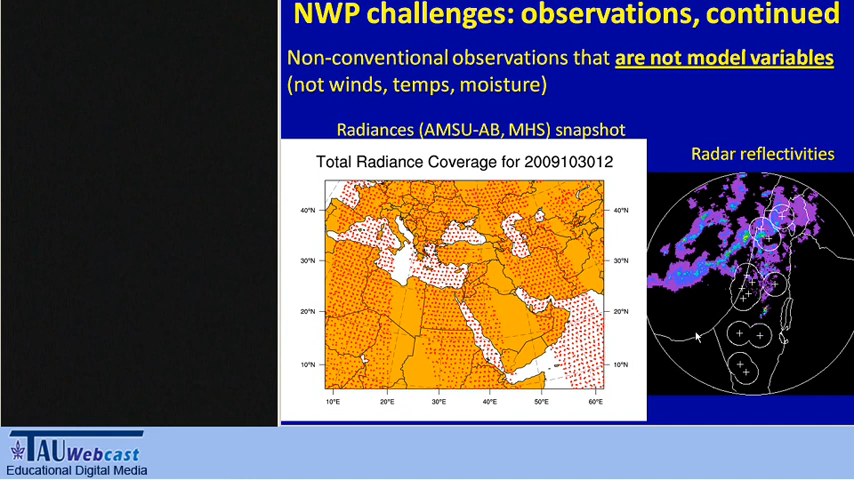 NWP challenges: observations, continued
Non-conventional observations that are not model variables
(not winds, temps, moisture)
Radiances (AMSU-AB, MHS) snapshot
Radar reflectivities
Total Radiance Coverage for 2009103012
40°N 40°N
30°N 30°N
20°N 20°N
10°N 10°N
10°E 20°E 30°E 40°E 50°E 60°E
TAU Webcast
Educational Digital Media